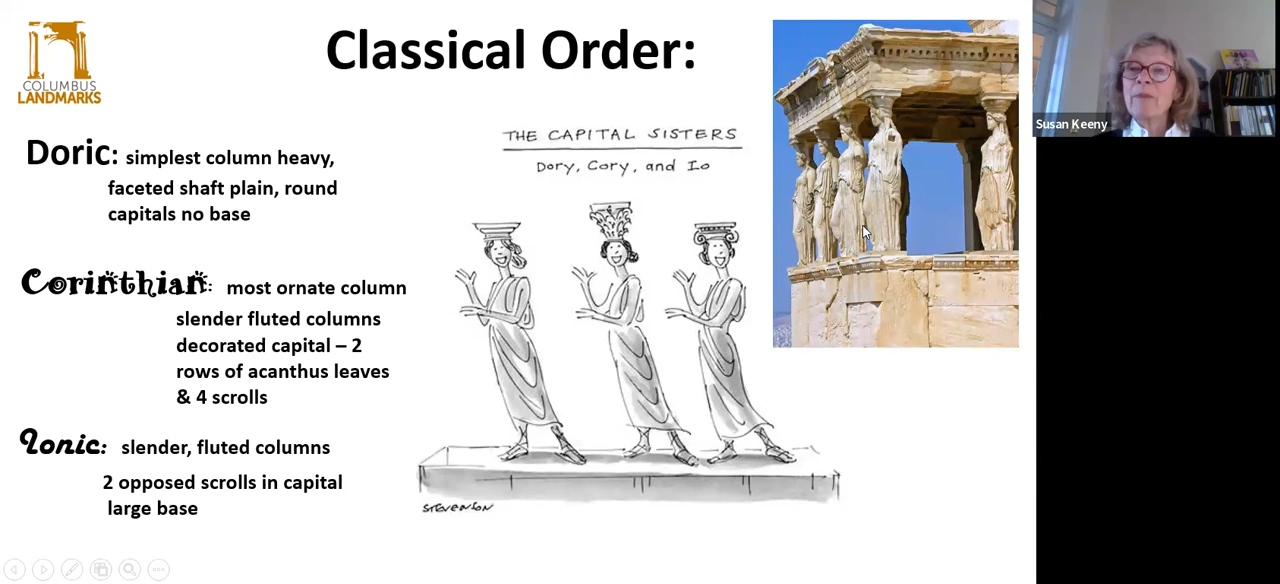 COLUMBUS
LANDMARKS
Classical Order:
Susan Keeny
Doric: simplest column heavy,
faceted shaft plain, round
capitals no base
Corinthian: most ornate column
slender fluted columns
decorated capital – 2
rows of acanthus leaves
& 4 scrolls
Ionic: slender, fluted columns
2 opposed scrolls in capital
large base
THE CAPITAL SISTERS
Dory, Cory, and Io
STEVENSON